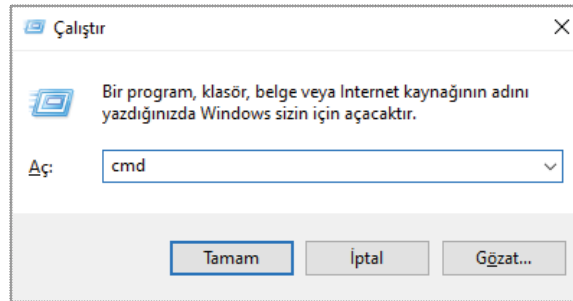 Çalıştır
Bir program, klasör, belge veya Internet kaynağının adını
yazdığınızda Windows sizin için açacaktır.
Aç: cmd
Tamam İptal Gözat...